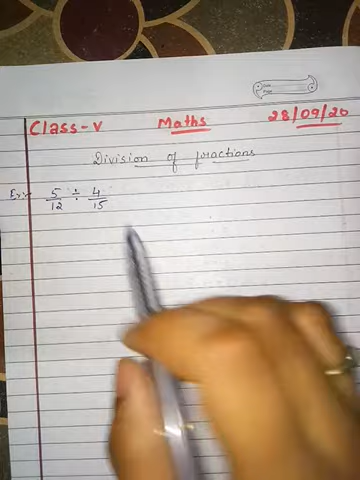 Class-V Maths 28/09/20
Division of fractions
Ex:- 5/12 ÷ 4/15